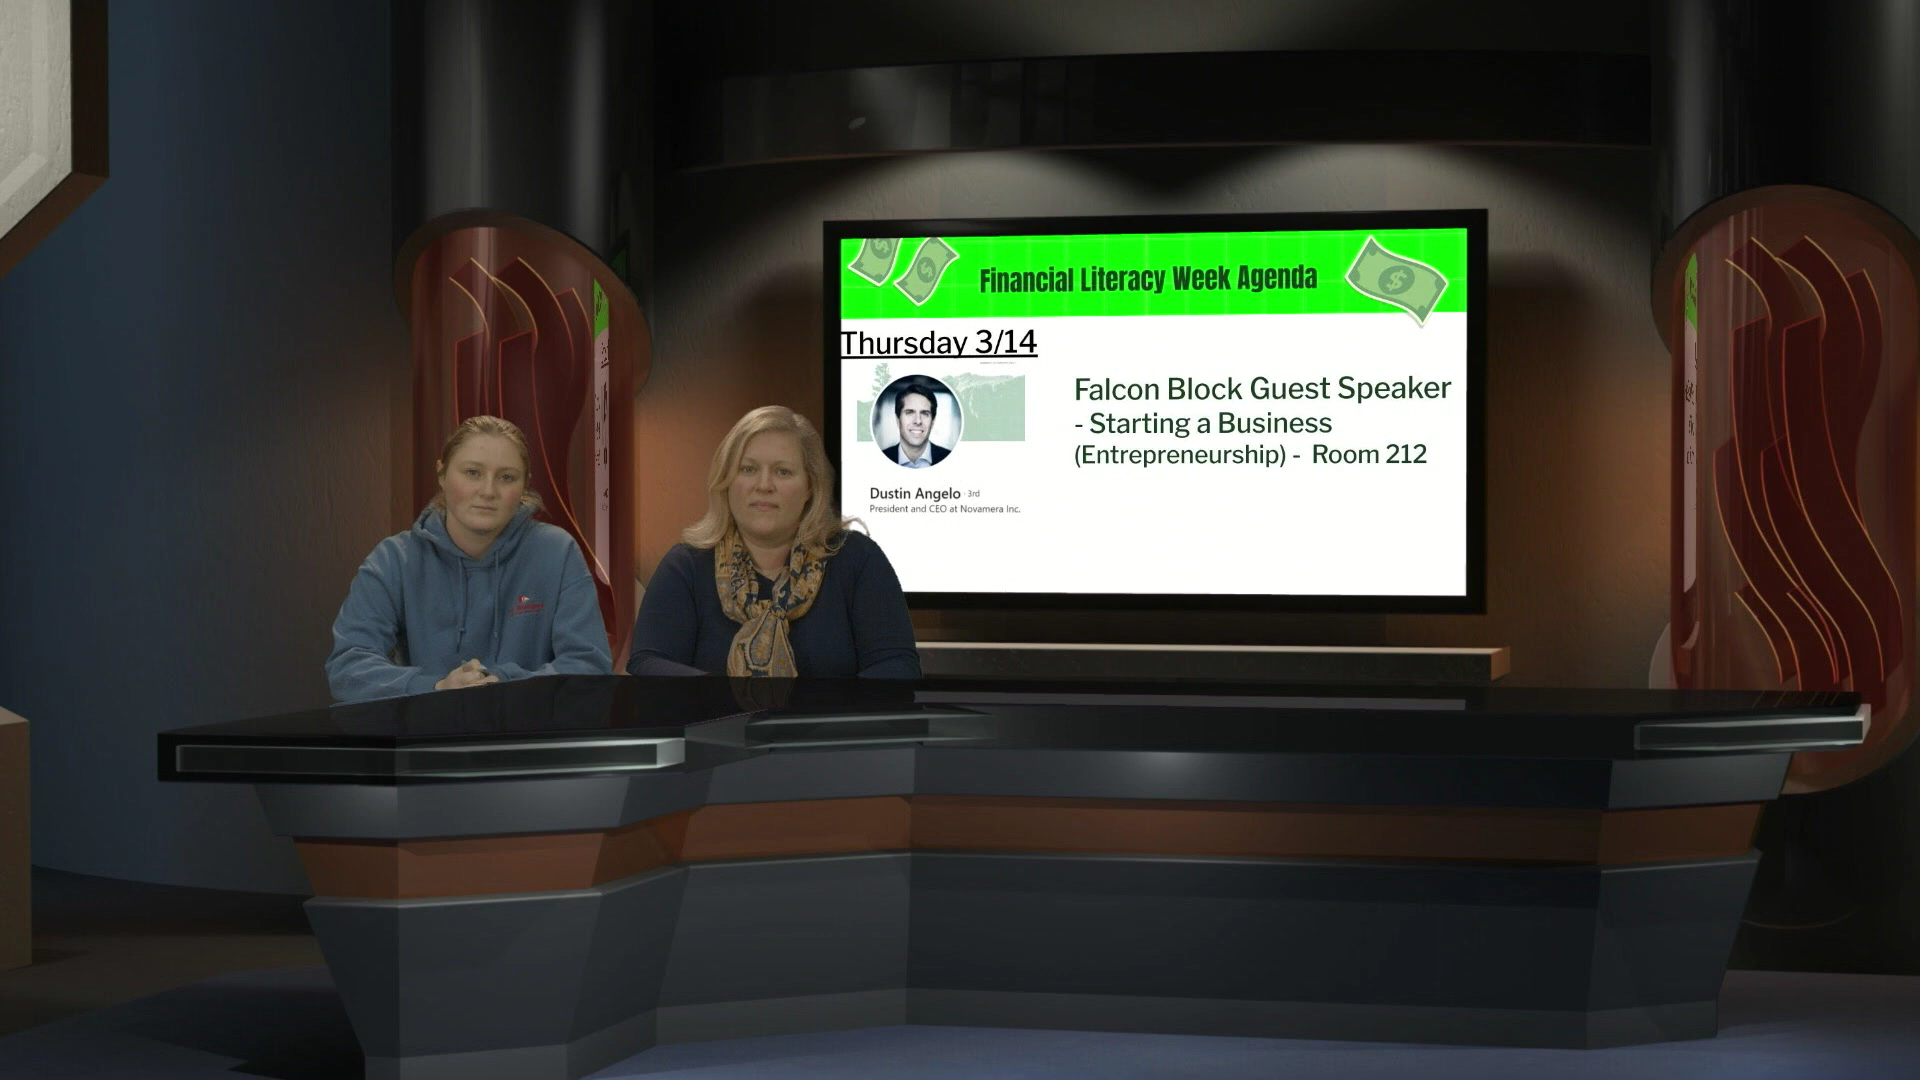 Financial Literacy Week Agenda
Thursday 3/14
Falcon Block Guest Speaker
- Starting a Business
(Entrepreneurship) - Room 212
Dustin Angelo · 3rd
President and CEO at Novamera Inc.